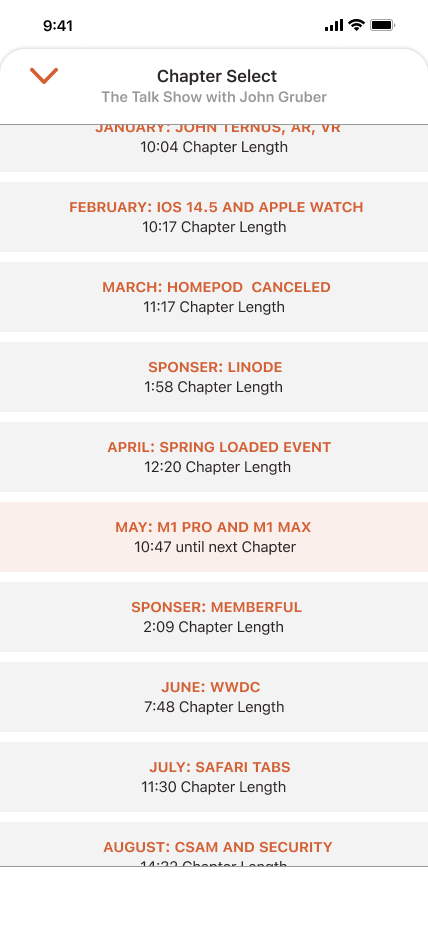 9:41
Chapter Select
The Talk Show with John Gruber
JANUARY: JOHN TERNUS, AR, VR
10:04 Chapter Length
FEBRUARY: IOS 14.5 AND APPLE WATCH
10:17 Chapter Length
MARCH: HOMEPOD  CANCELED
11:17 Chapter Length
SPONSER: LINODE
1:58 Chapter Length
APRIL: SPRING LOADED EVENT
12:20 Chapter Length
MAY: M1 PRO AND M1 MAX
10:47 until next Chapter
SPONSER: MEMBERFUL
2:09 Chapter Length
JUNE: WWDC
7:48 Chapter Length
JULY: SAFARI TABS
11:30 Chapter Length
AUGUST: CSAM AND SECURITY
Chapter Length